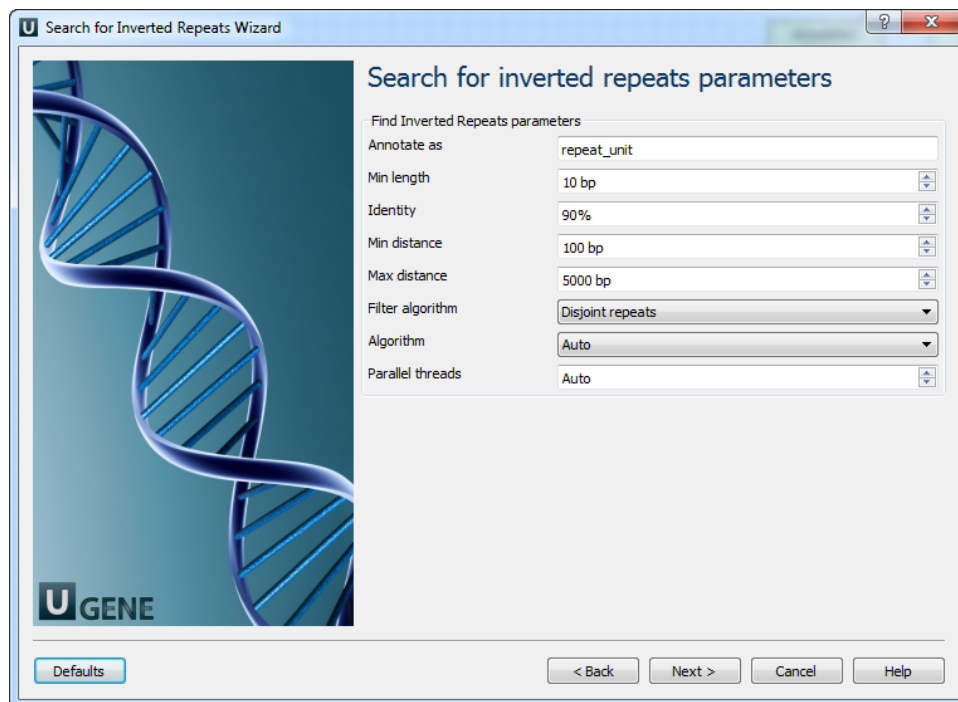 U Search for Inverted Repeats Wizard ? X
Search for inverted repeats parameters
Find Inverted Repeats parameters
Annotate as repeat_unit
Min length 10 bp
Identity 90%
Min distance 100 bp
Max distance 5000 bp
Filter algorithm Disjoint repeats
Algorithm Auto
Parallel threads Auto
U GENE
Defaults < Back Next > Cancel Help